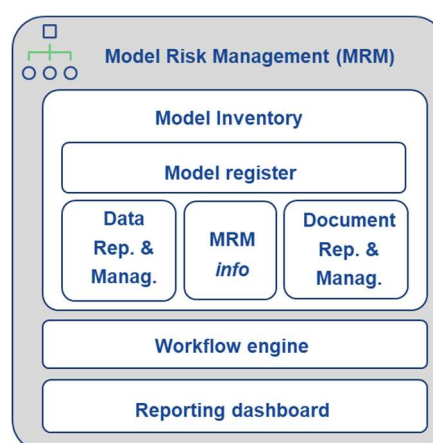 Model Risk Management (MRM)
Model Inventory
Model register
Data
Rep. &
Manag.
MRM
info
Document
Rep. &
Manag.
Workflow engine
Reporting dashboard